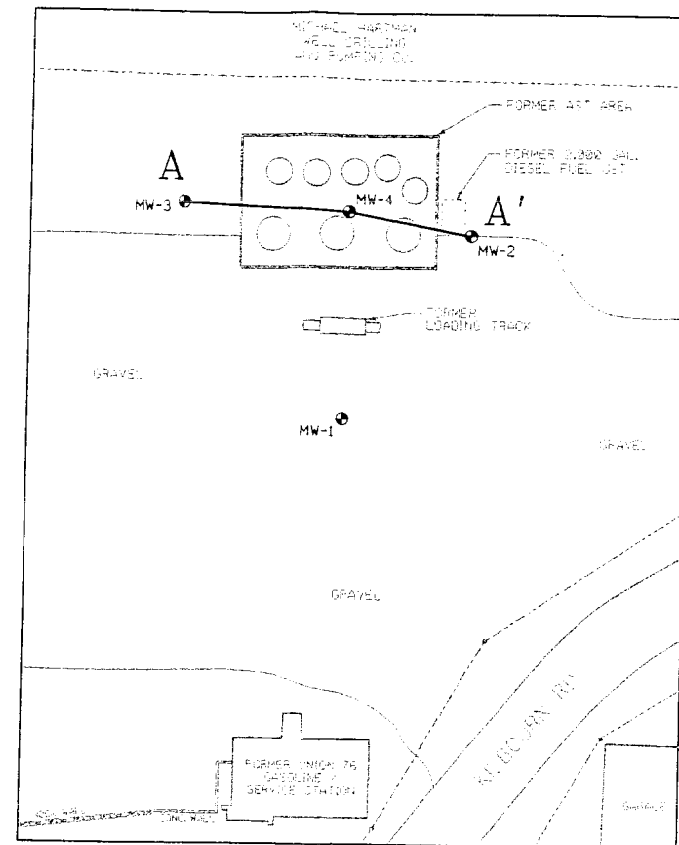 MICHAEL HARTMAN
WELL DRILLING
AND PUMPING CO.
FORMER AST AREA
FORMER 2,000 GAL.
DIESEL FUEL UST
A
MW-3
MW-4
A'
MW-2
FORMER
LOADING TRACK
GRAVEL
MW-1
GRAVEL
GRAVEL
RD
FORMER UNION 76
GASOLINE /
SERVICE STATION
CONC. WALL
GARAGE